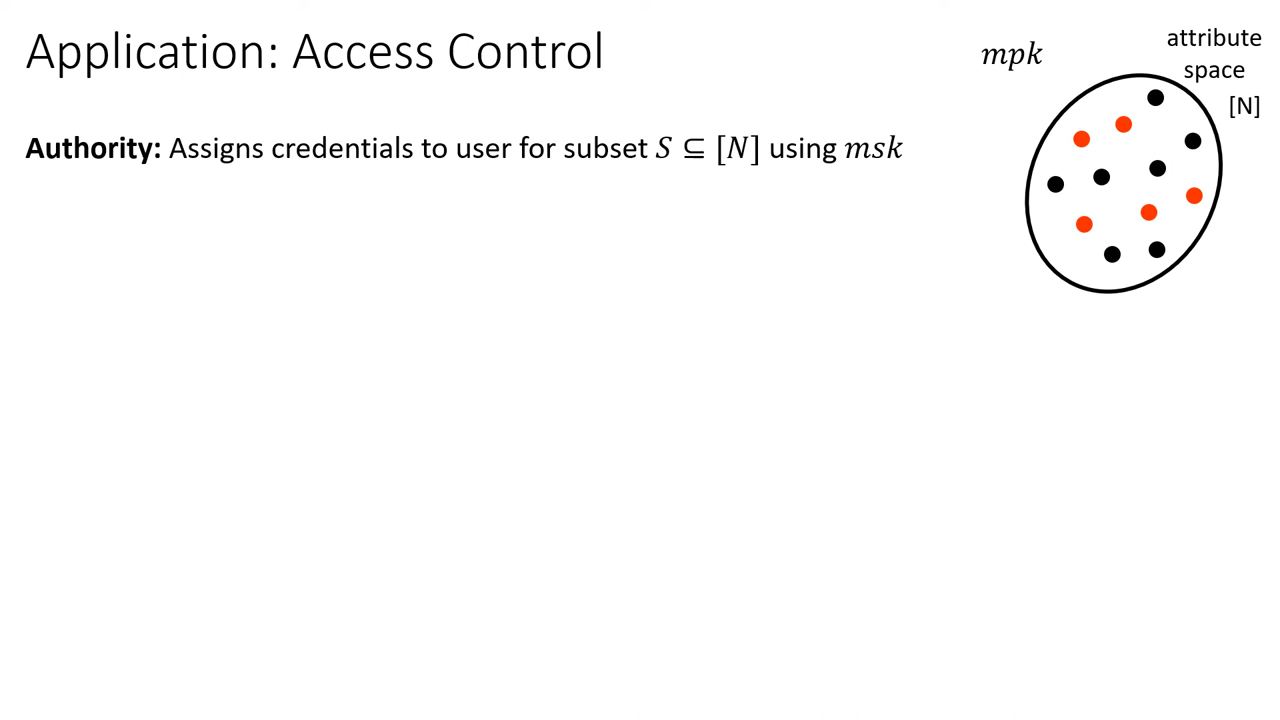 Application: Access Control
mpk
attribute
space
[N]
Authority: Assigns credentials to user for subset S ⊆ [N] using msk